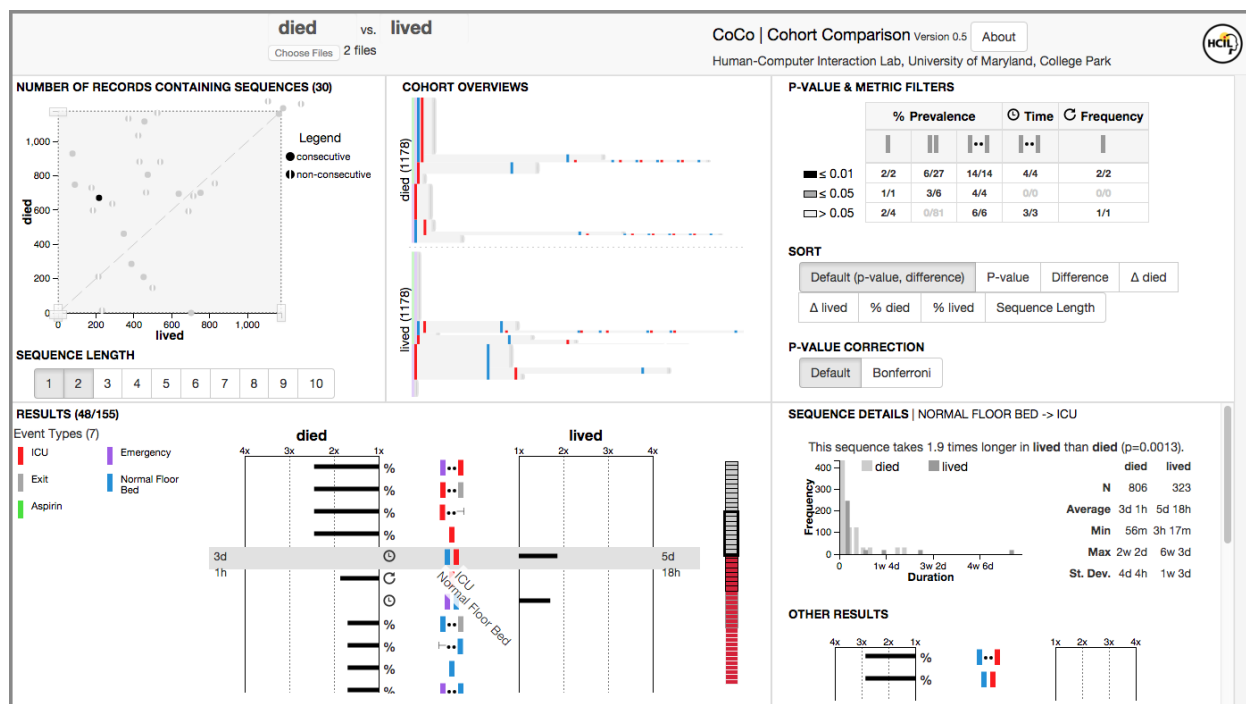 died vs. lived
Choose Files 2 files
CoCo | Cohort Comparison Version 0.5 About
Human-Computer Interaction Lab, University of Maryland, College Park
HCIL
NUMBER OF RECORDS CONTAINING SEQUENCES (30)
Legend
consecutive
non-consecutive
died
1,000
800
600
400
200
0
0 200 400 600 800 1,000
lived
SEQUENCE LENGTH
1 2 3 4 5 6 7 8 9 10
COHORT OVERVIEWS
died (1178)
lived (1178)
P-VALUE & METRIC FILTERS
% Prevalence Time Frequency
≤ 0.01 2/2 6/27 14/14 4/4 2/2
≤ 0.05 1/1 3/6 4/4 0/0 0/0
> 0.05 2/4 0/81 6/6 3/3 1/1
SORT
Default (p-value, difference) P-value Difference Δ died
Δ lived % died % lived Sequence Length
P-VALUE CORRECTION
Default Bonferroni
RESULTS (48/155)
Event Types (7)
ICU Emergency
Exit Normal Floor Bed
Aspirin
died lived
4x 3x 2x 1x 1x 2x 3x 4x
%
%
%
%
3d 1h 5d 18h
ICU
Normal Floor Bed
%
%
%
%
SEQUENCE DETAILS | NORMAL FLOOR BED -> ICU
This sequence takes 1.9 times longer in lived than died (p=0.0013).
died lived
Frequency
400
300
200
100
0
0 1w 4d 3w 2d 4w 6d
Duration
died lived
N 806 323
Average 3d 1h 5d 18h
Min 56m 3h 17m
Max 2w 2d 6w 3d
St. Dev. 4d 4h 1w 3d
OTHER RESULTS
4x 3x 2x 1x 1x 2x 3x 4x
%
%